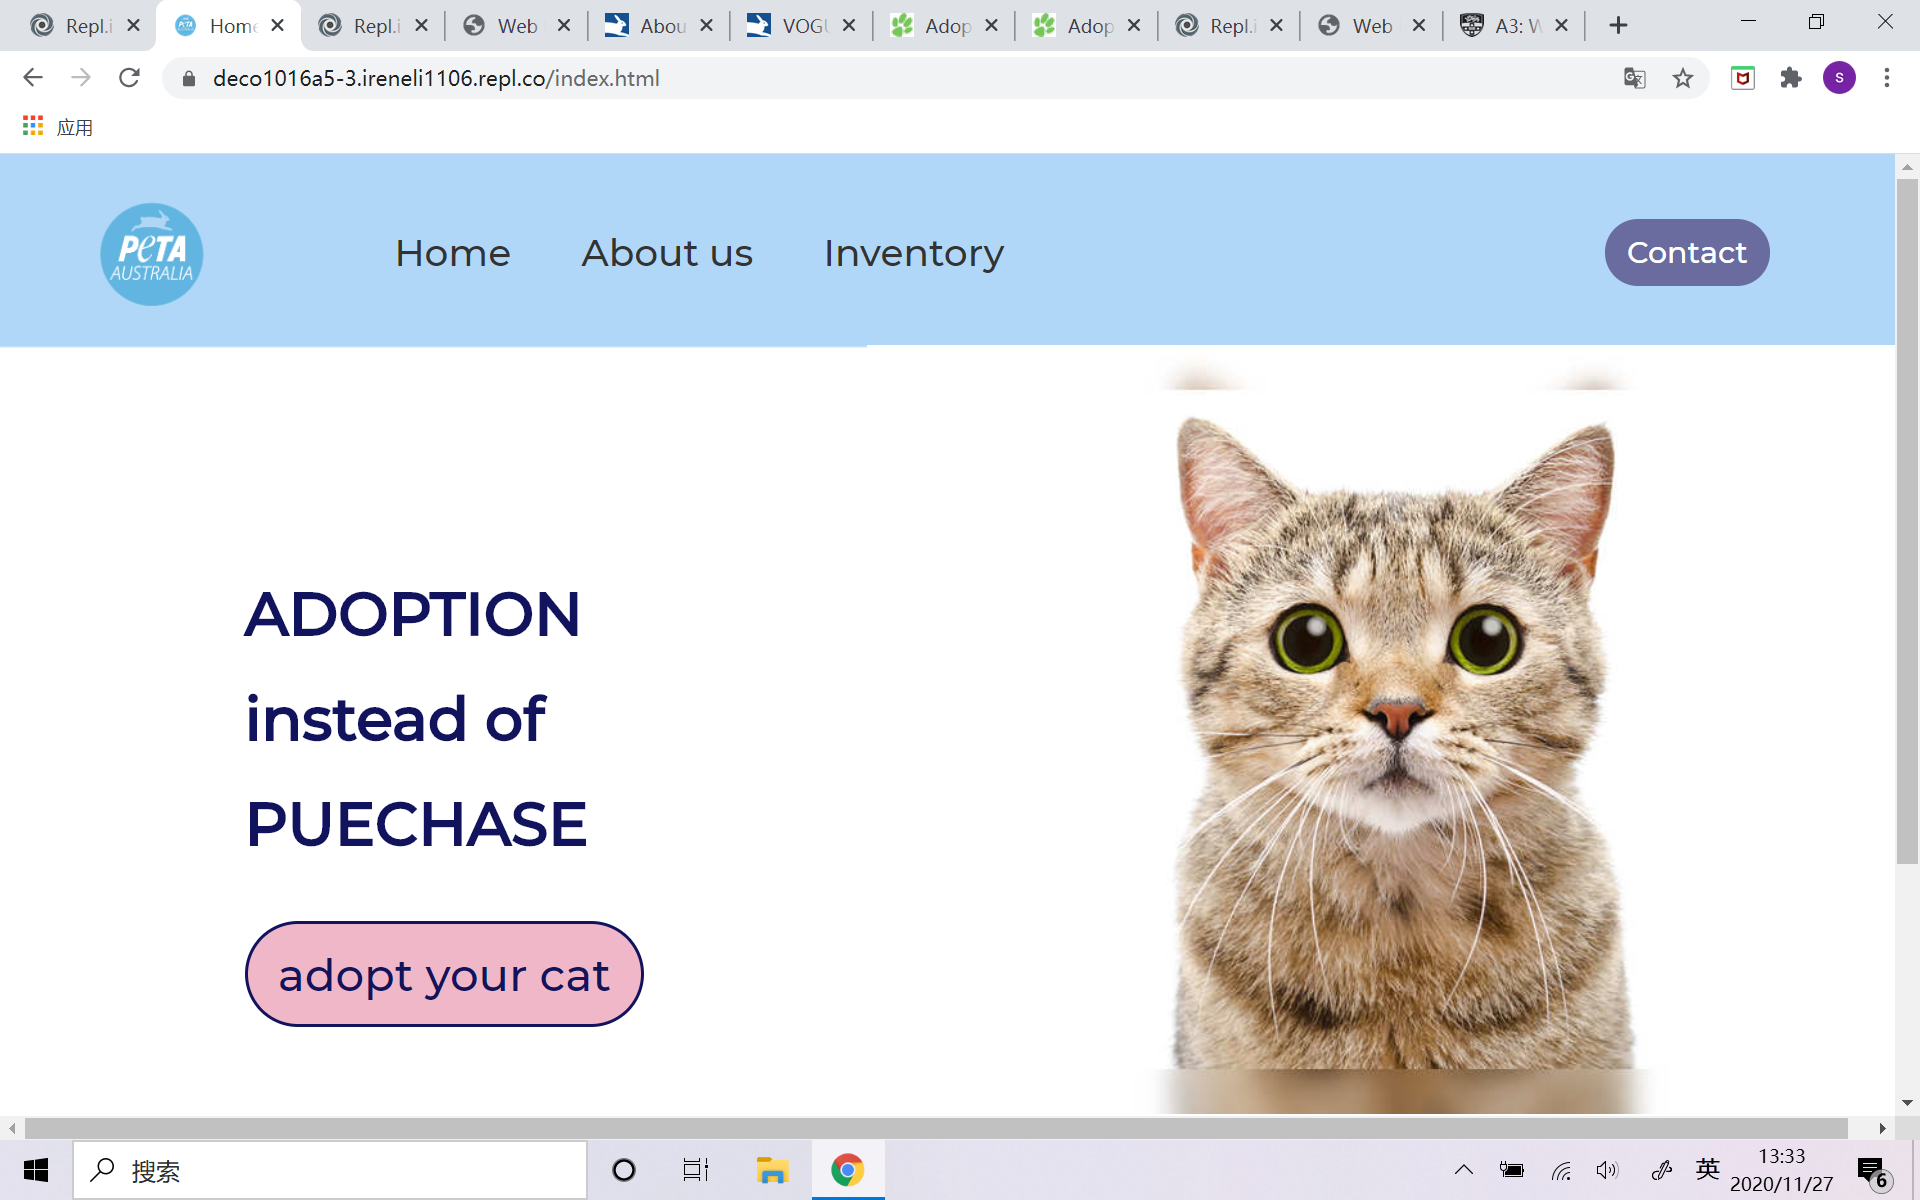 Repl.i
Home
Repl.i
Web
Abou
VOGU
Adop
Adop
Repl.i
Web
A3: W
deco1016a5-3.ireneli1106.repl.co/index.html
S
应用
PeTA
AUSTRALIA
Home
About us
Inventory
Contact
ADOPTION
instead of
PUECHASE
adopt your cat
搜索
英
13:33
2020/11/27
6